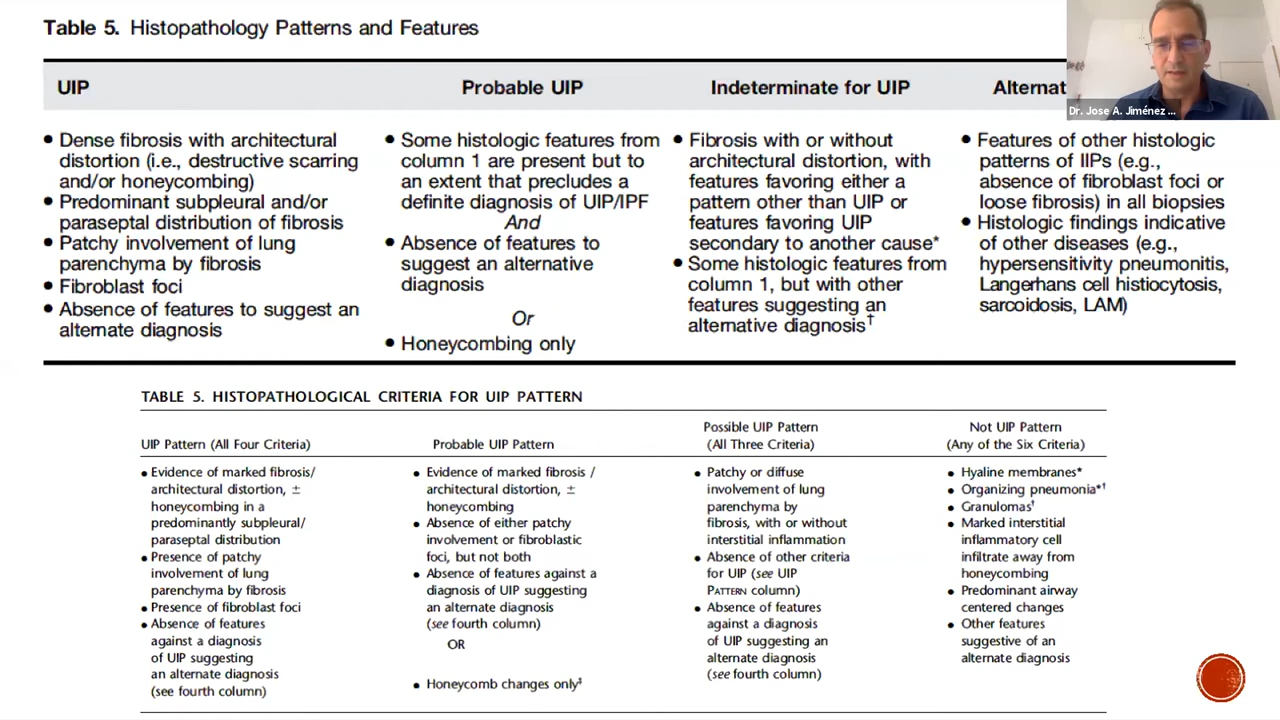 Table 5. Histopathology Patterns and Features
UIP
Probable UIP
Indeterminate for UIP
Alternat
Dr. Jose A. Jiménez ...
• Dense fibrosis with architectural
distortion (i.e., destructive scarring
and/or honeycombing)
• Predominant subpleural and/or
paraseptal distribution of fibrosis
• Patchy involvement of lung
parenchyma by fibrosis
• Fibroblast foci
• Absence of features to suggest an
alternate diagnosis
• Some histologic features from
column 1 are present but to
an extent that precludes a
definite diagnosis of UIP/IPF
And
• Absence of features to
suggest an alternative
diagnosis
Or
• Honeycombing only
• Fibrosis with or without
architectural distortion, with
features favoring either a
pattern other than UIP or
features favoring UIP
secondary to another cause*
• Some histologic features from
column 1, but with other
features suggesting an
alternative diagnosis†
• Features of other histologic
patterns of IIPs (e.g.,
absence of fibroblast foci or
loose fibrosis) in all biopsies
• Histologic findings indicative
of other diseases (e.g.,
hypersensitivity pneumonitis,
Langerhans cell histiocytosis,
sarcoidosis, LAM)
TABLE 5. HISTOPATHOLOGICAL CRITERIA FOR UIP PATTERN
UIP Pattern (All Four Criteria)
Probable UIP Pattern
Possible UIP Pattern
(All Three Criteria)
Not UIP Pattern
(Any of the Six Criteria)
• Evidence of marked fibrosis/
architectural distortion, ±
honeycombing in a
predominantly subpleural/
paraseptal distribution
• Presence of patchy
involvement of lung
parenchyma by fibrosis
• Presence of fibroblast foci
• Absence of features
against a diagnosis
of UIP suggesting
an alternate diagnosis
(see fourth column)
• Evidence of marked fibrosis /
architectural distortion, ±
honeycombing
• Absence of either patchy
involvement or fibroblastic
foci, but not both
• Absence of features against a
diagnosis of UIP suggesting
an alternate diagnosis
(see fourth column)
OR
• Honeycomb changes only‡
• Patchy or diffuse
involvement of lung
parenchyma by
fibrosis, with or without
interstitial inflammation
• Absence of other criteria
for UIP (see UIP
PATTERN column)
• Absence of features
against a diagnosis
of UIP suggesting an
alternate diagnosis
(see fourth column)
• Hyaline membranes*
• Organizing pneumonia*†
• Granulomas†
• Marked interstitial
inflammatory cell
infiltrate away from
honeycombing
• Predominant airway
centered changes
• Other features
suggestive of an
alternate diagnosis